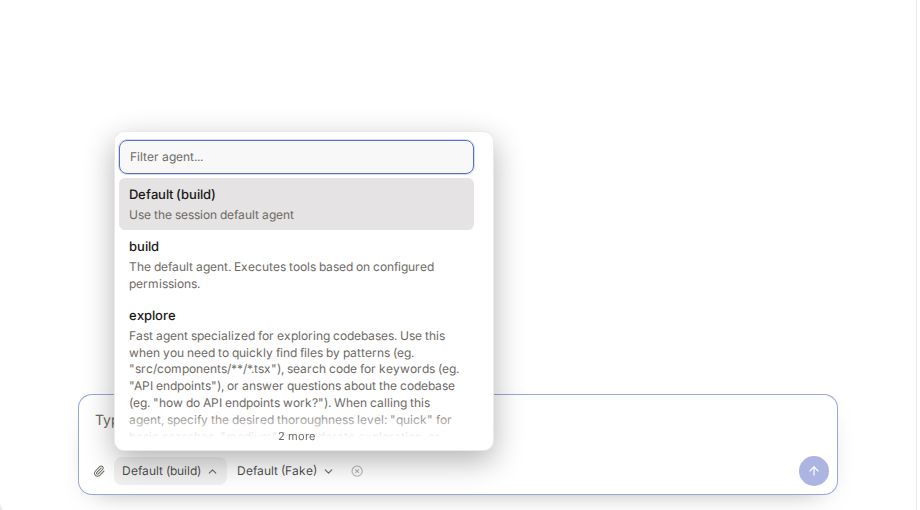 Filter agent...
Default (build)
Use the session default agent
build
The default agent. Executes tools based on configured
permissions.
explore
Fast agent specialized for exploring codebases. Use this
when you need to quickly find files by patterns (eg.
"src/components/**/*.tsx"), search code for keywords (eg.
"API endpoints"), or answer questions about the codebase
(eg. "how do API endpoints work?"). When calling this
agent, specify the desired thoroughness level: "quick" for
2 more
Default (build)
Default (Fake)